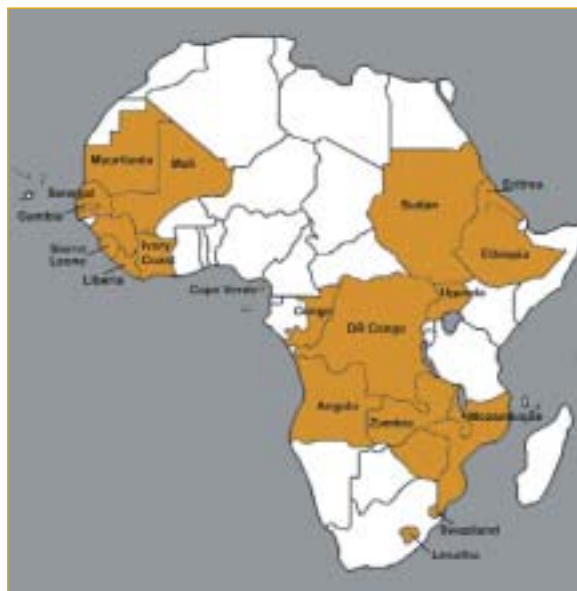 Mauritania
Mali
Senegal
Gambia
Sierra
Leone
Liberia
Ivory
Coast
Cape Verde
Sudan
Eritrea
Ethiopia
Uganda
Congo
DR Congo
Angola
Zambia
Swaziland
Lesotho